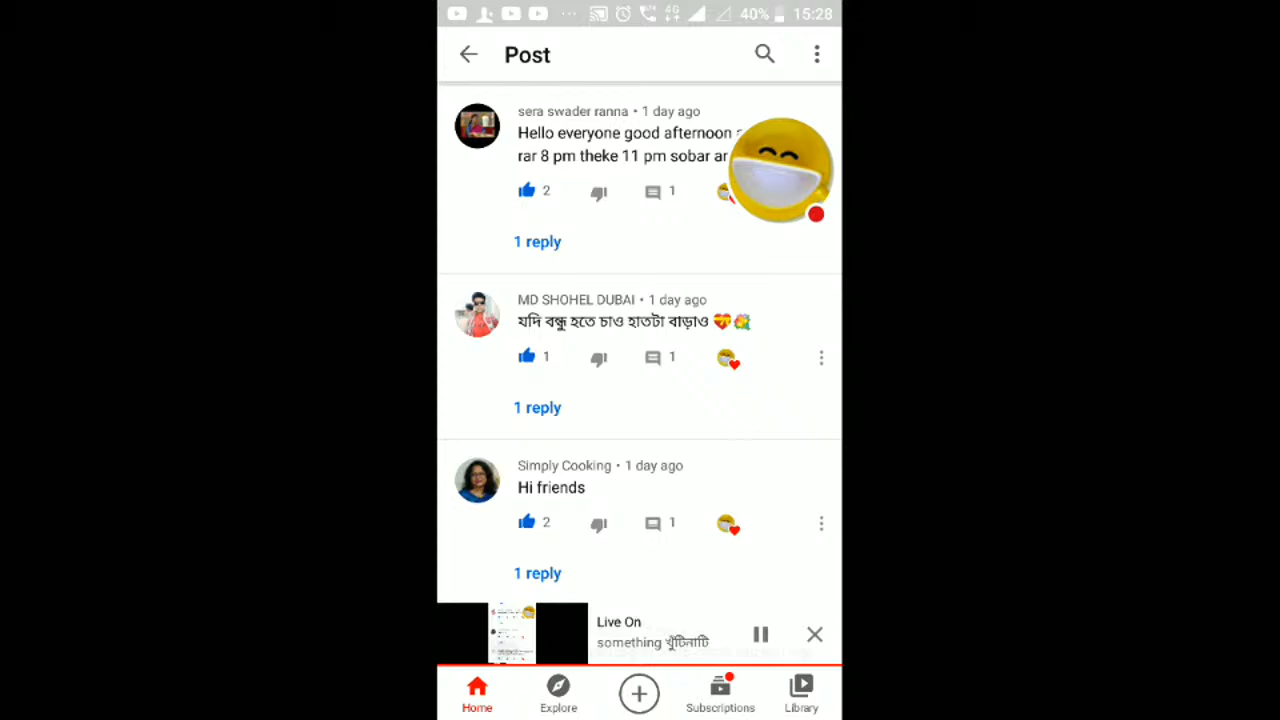 40% 15:28
Post
sera swader ranna • 1 day ago
Hello everyone good afternoon
rar 8 pm theke 11 pm sobar ar
2
1
1 reply
MD SHOHEL DUBAI • 1 day ago
যদি বন্ধু হতে চাও হাতটা বাড়াও
1
1
1 reply
Simply Cooking • 1 day ago
Hi friends
2
1
1 reply
Live On
something খুঁটিনাটি
Home
Explore
Subscriptions
Library